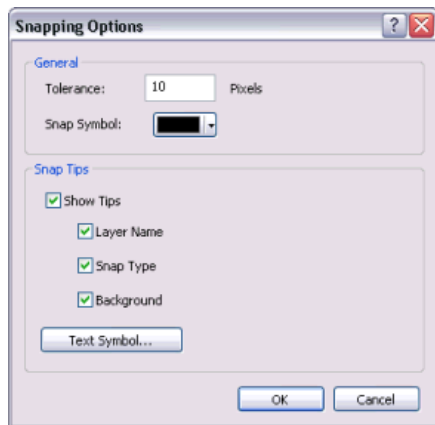 Snapping Options
General
Tolerance: 10 Pixels
Snap Symbol:
Snap Tips
Show Tips
Layer Name
Snap Type
Background
Text Symbol...
OK Cancel